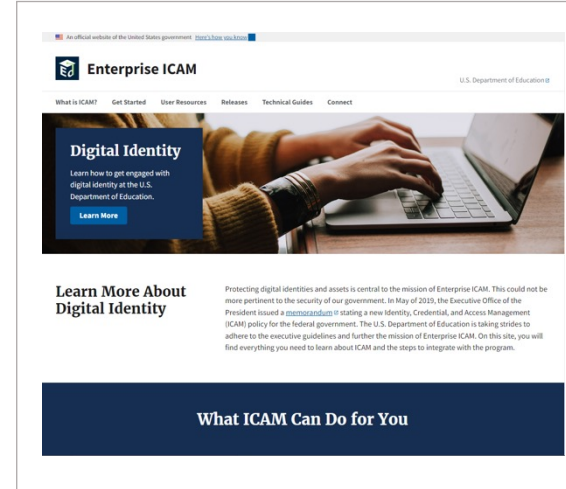 An official website of the United States government Here's how you know
Enterprise ICAM
U.S. Department of Education
What is ICAM? Get Started User Resources Releases Technical Guides Connect
Digital Identity
Learn how to get engaged with
digital identity at the U.S.
Department of Education.
Learn More
Learn More About
Digital Identity
Protecting digital identities and assets is central to the mission of Enterprise ICAM. This could not be
more pertinent to the security of our government. In May of 2019, the Executive Office of the
President issued a memorandum stating a new Identity, Credential, and Access Management
(ICAM) policy for the federal government. The U.S. Department of Education is taking strides to
adhere to the executive guidelines and further the mission of Enterprise ICAM. On this site, you will
find everything you need to learn about ICAM and the steps to integrate with the program.
What ICAM Can Do for You